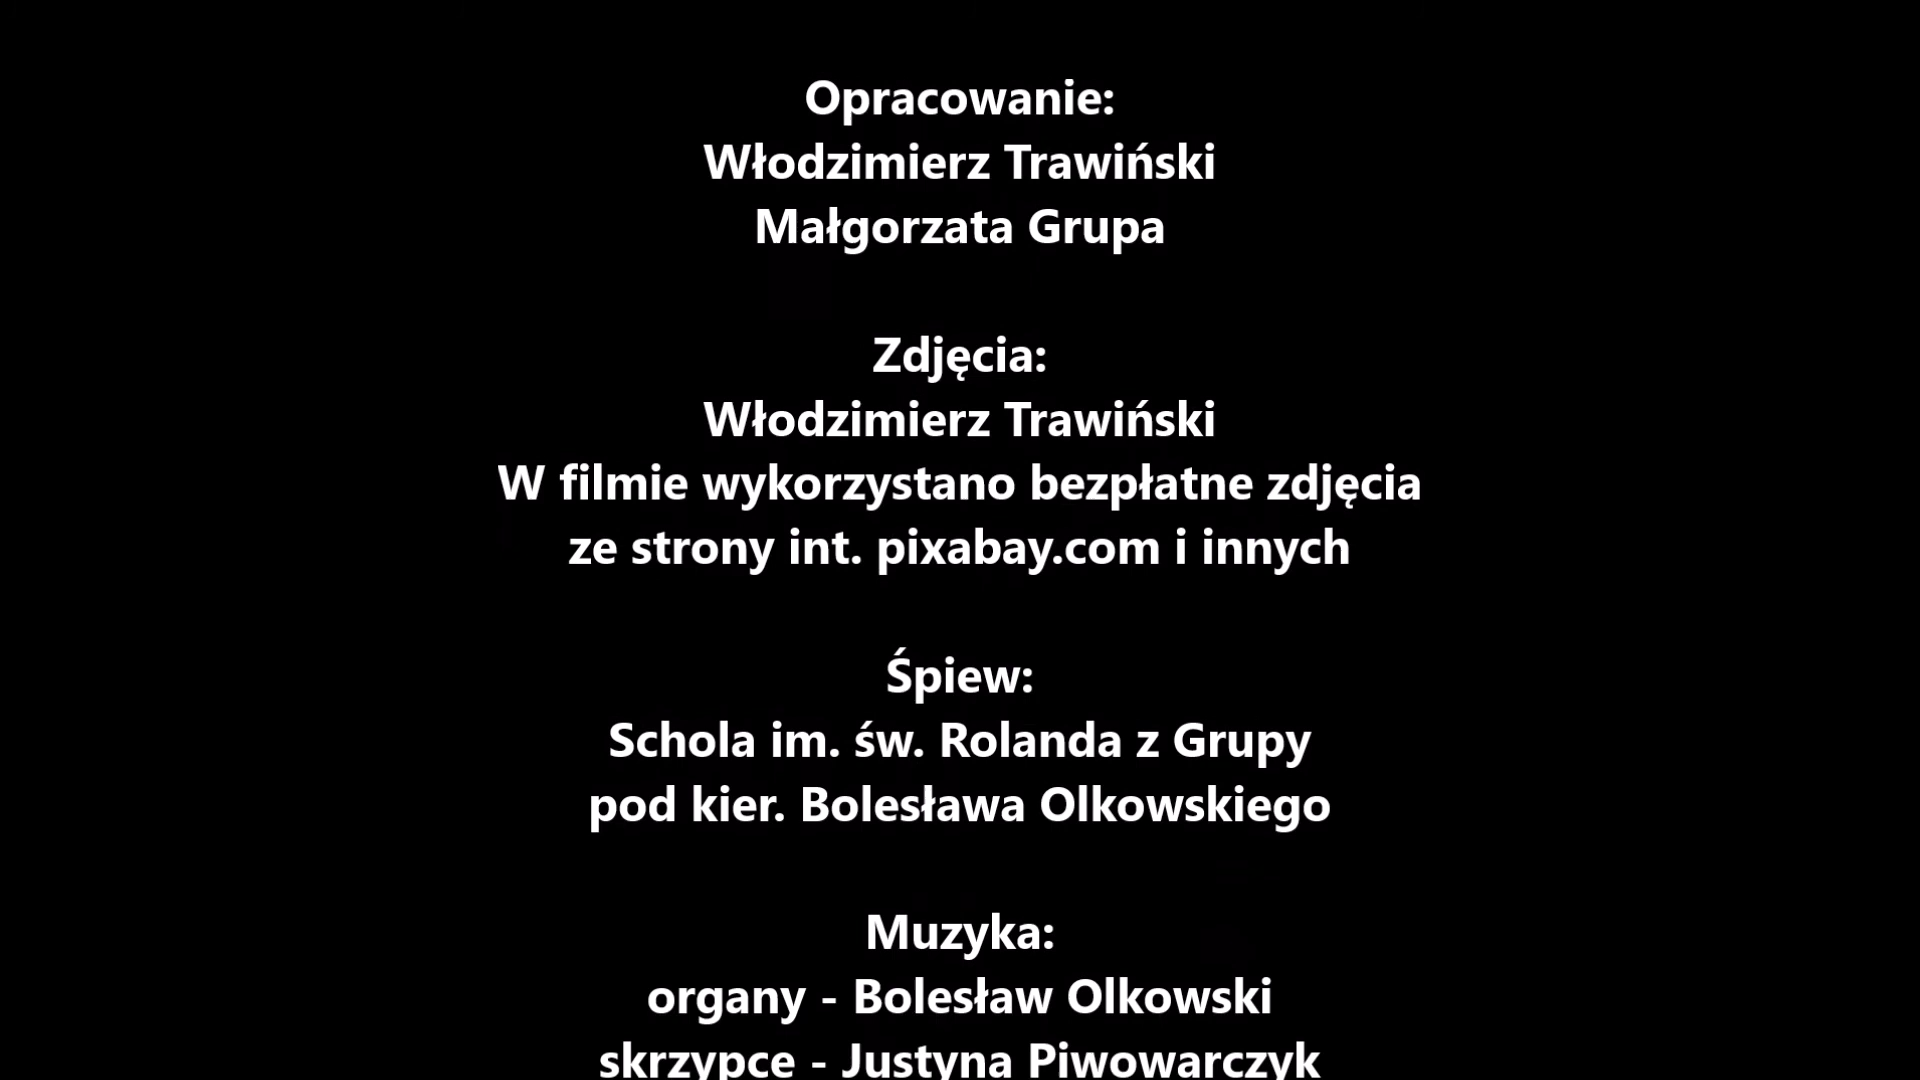 Opracowanie:
Włodzimierz Trawiński
Małgorzata Grupa
Zdjęcia:
Włodzimierz Trawiński
W filmie wykorzystano bezpłatne zdjęcia
ze strony int. pixabay.com i innych
Śpiew:
Schola im. św. Rolanda z Grupy
pod kier. Bolesława Olkowskiego
Muzyka:
organy - Bolesław Olkowski
skrzypce - Justyna Piwowarczyk